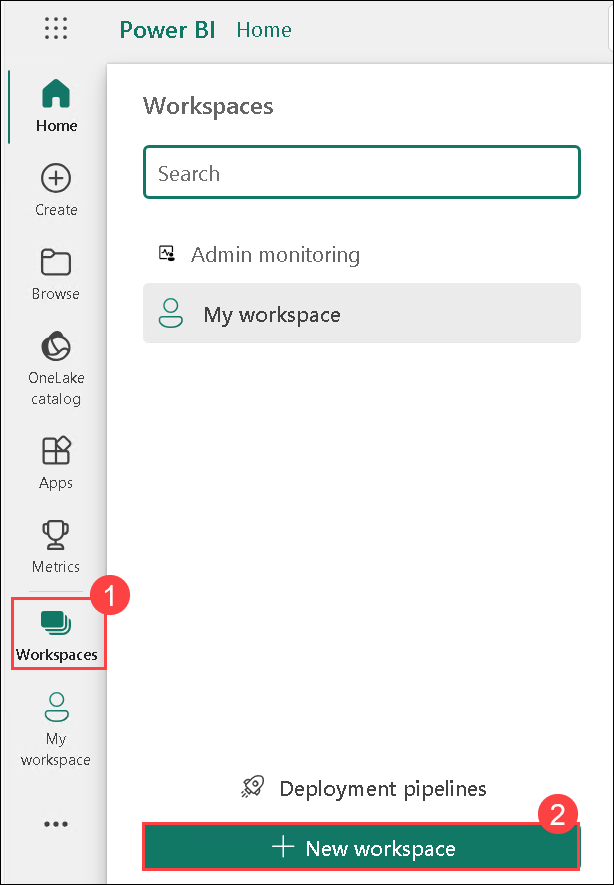 Power BI Home
Home
Create
Browse
OneLake
catalog
Apps
Metrics
1
Workspaces
My
workspace
Workspaces
Search
Admin monitoring
My workspace
Deployment pipelines
2
New workspace